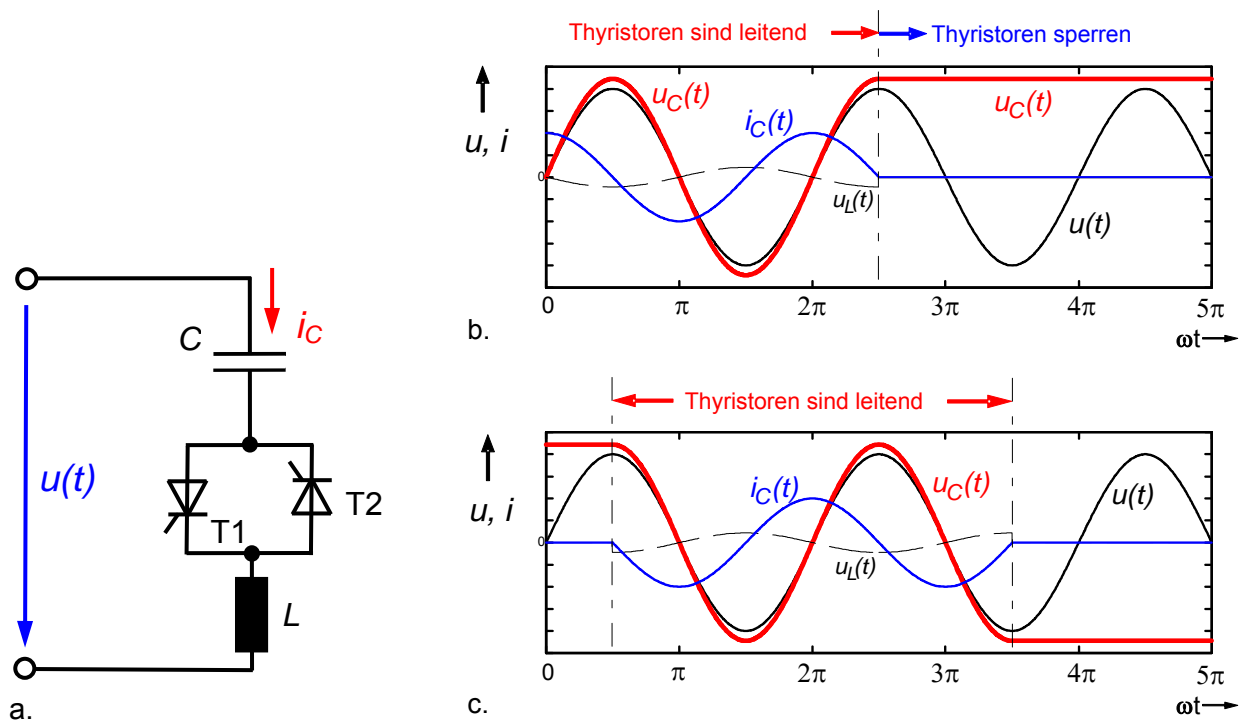 u(t)
C
i_C
T1
T2
L
a.
Thyristoren sind leitend
Thyristoren sperren
u, i
0
u_C(t)
i_C(t)
u_L(t)
u_C(t)
u(t)
0 π 2π 3π 4π 5π
b.
ωt
Thyristoren sind leitend
u, i
0
i_C(t)
u_L(t)
u_C(t)
u(t)
0 π 2π 3π 4π 5π
c.
ωt